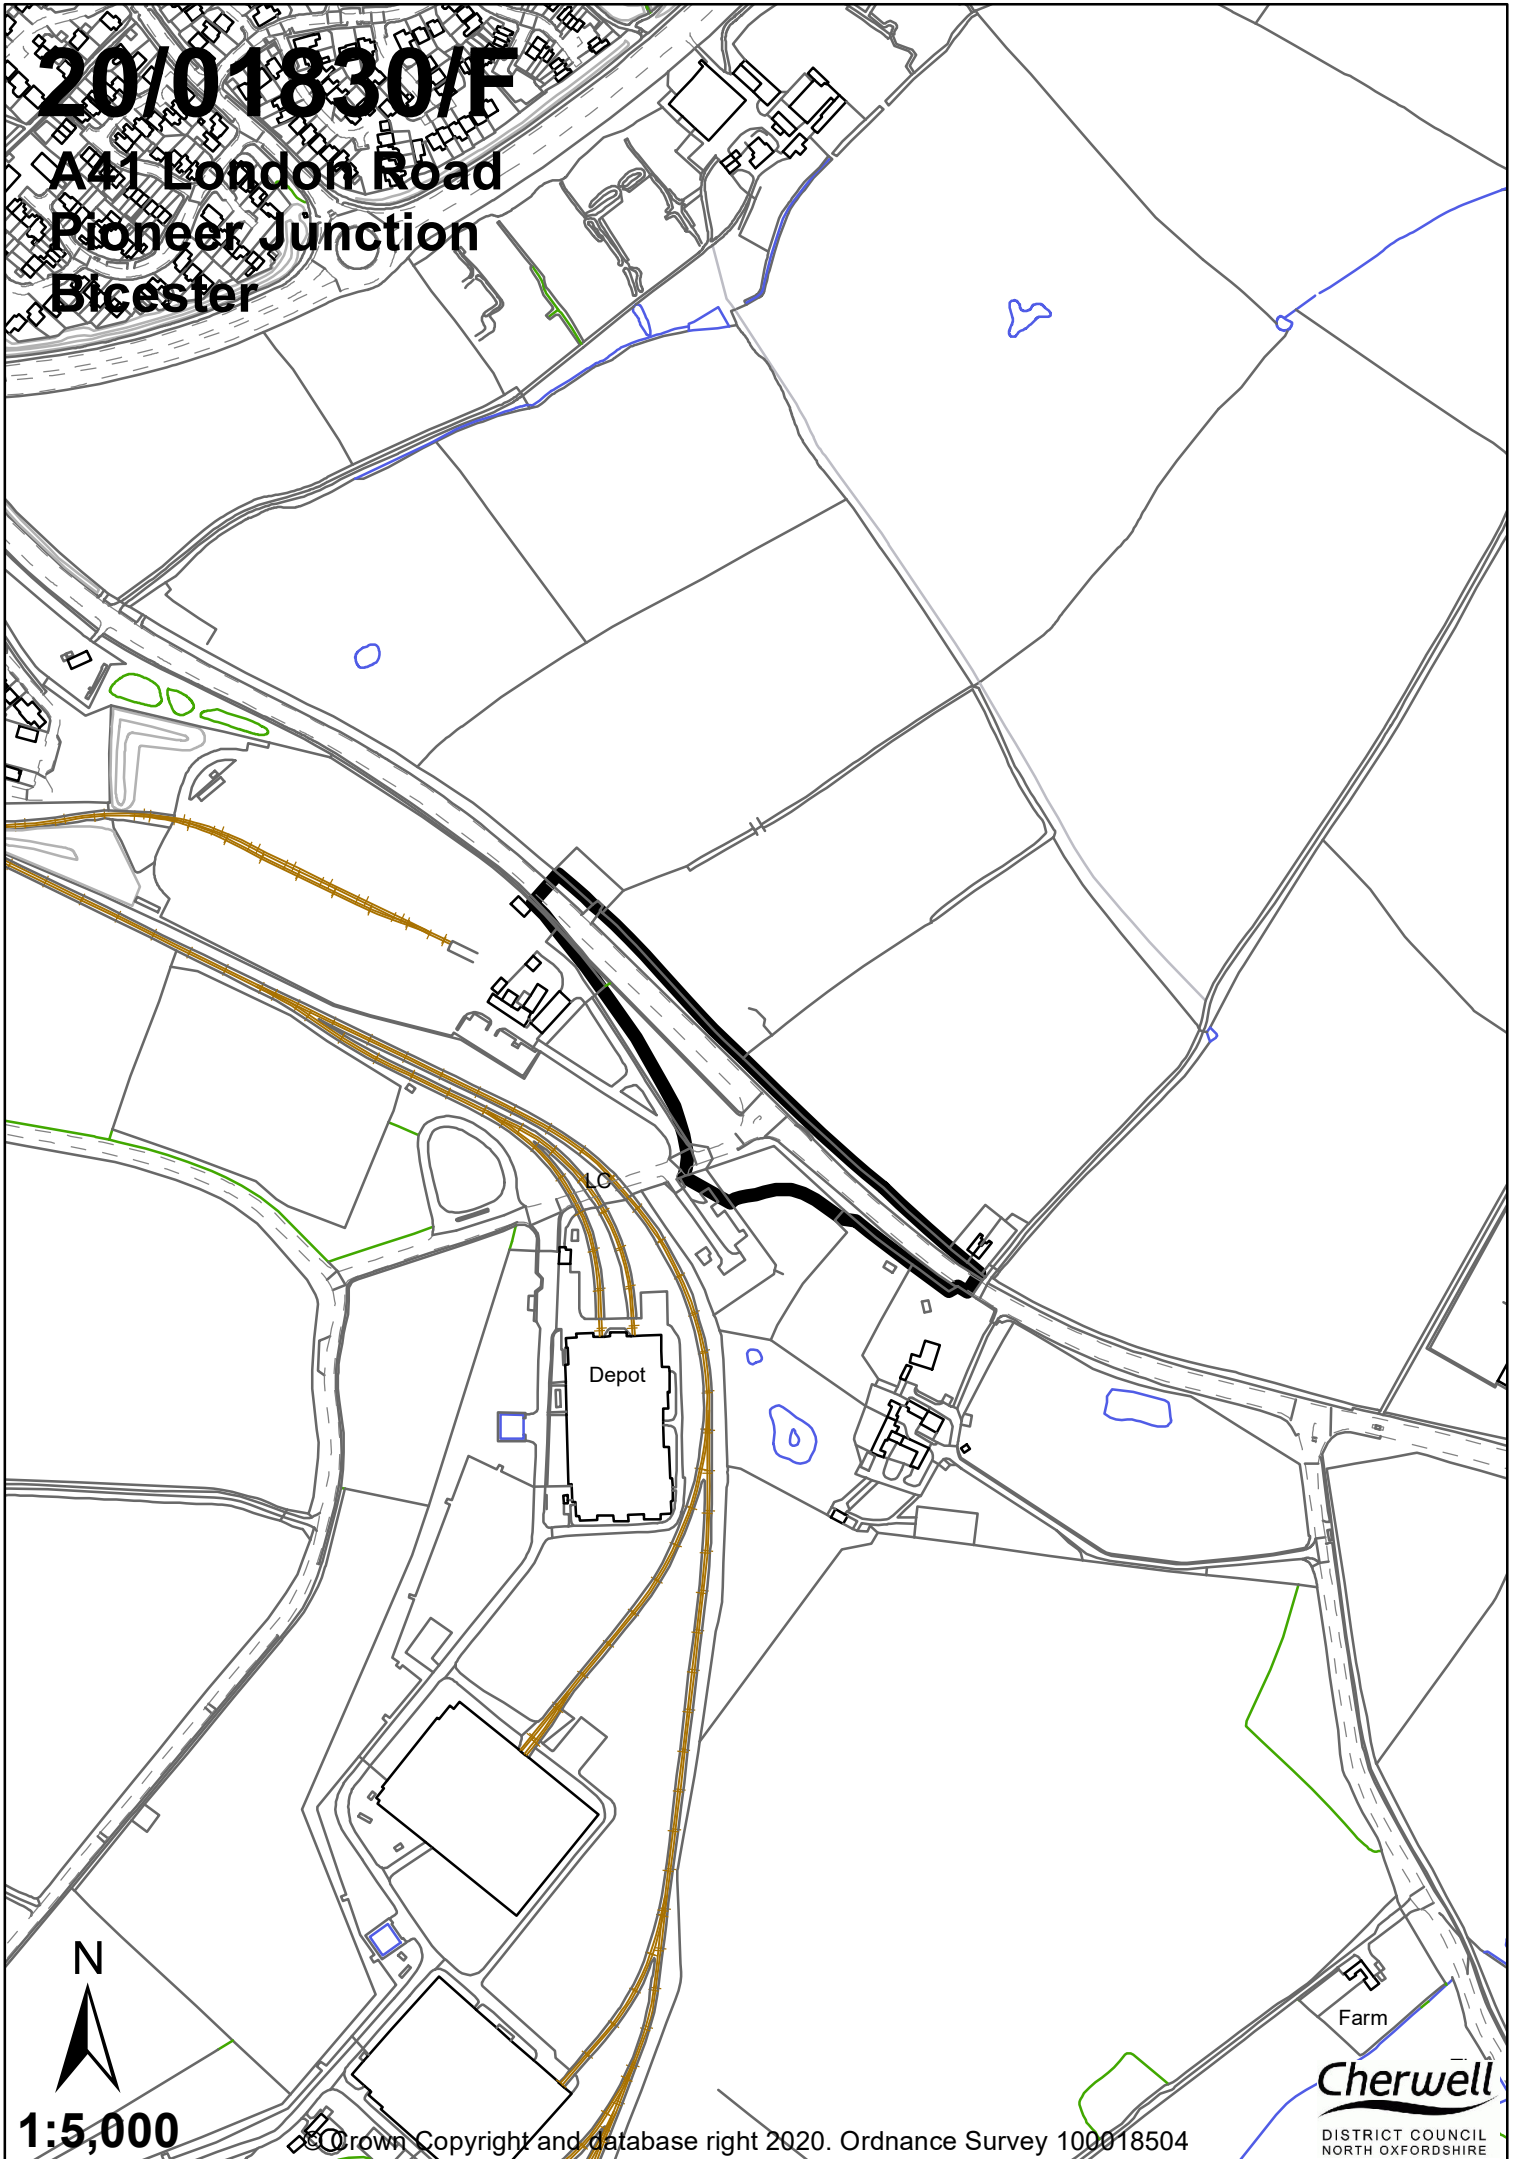 20/01830/F
A41 London Road
Pioneer Junction
Bicester
LC
Depot
N
Farm
1:5,000
© Crown Copyright and database right 2020. Ordnance Survey 100018504
Cherwell
DISTRICT COUNCIL
NORTH OXFORDSHIRE